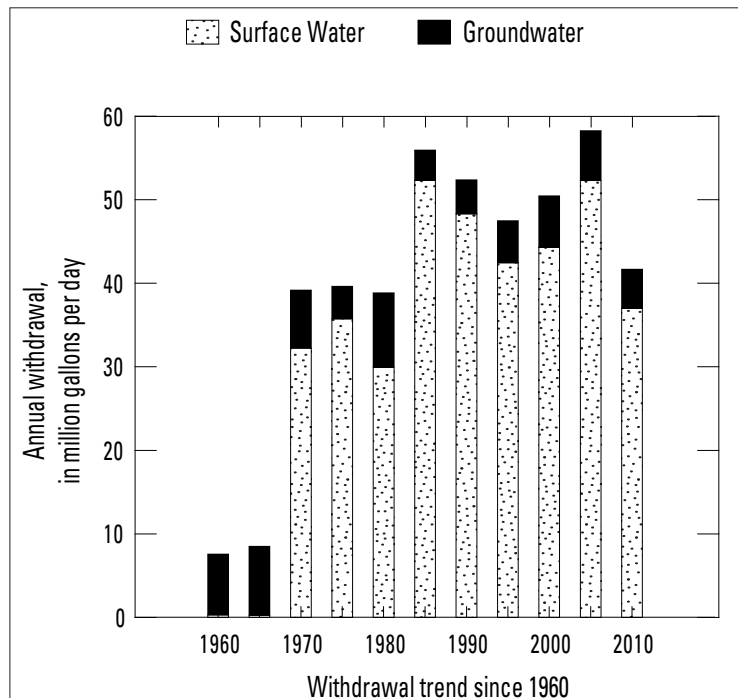 Surface Water Groundwater
60
50
40
30
20
10
0
Annual withdrawal,
in million gallons per day
1960 1970 1980 1990 2000 2010
Withdrawal trend since 1960